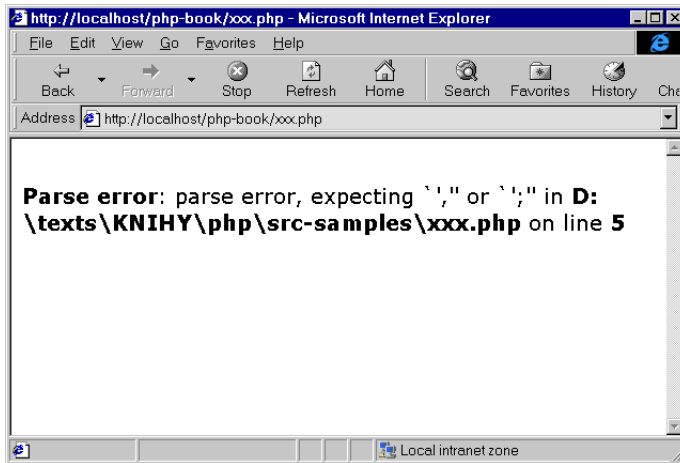 http://localhost/php-book/xxx.php - Microsoft Internet Explorer
File Edit View Go Favorites Help
Back Forward Stop Refresh Home Search Favorites History Cha
Address http://localhost/php-book/xxx.php
Parse error: parse error, expecting `','' or `';'' in D:
\texts\KNIHY\php\src-samples\xxx.php on line 5
Local intranet zone